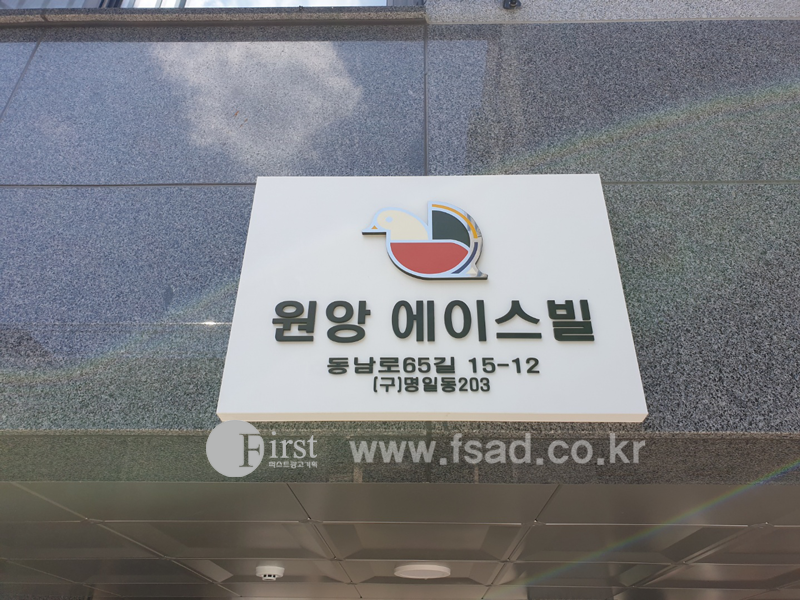 원앙 에이스빌
동남로65길 15-12
(구)명일동203
First
퍼스트광고기획
www.fsad.co.kr